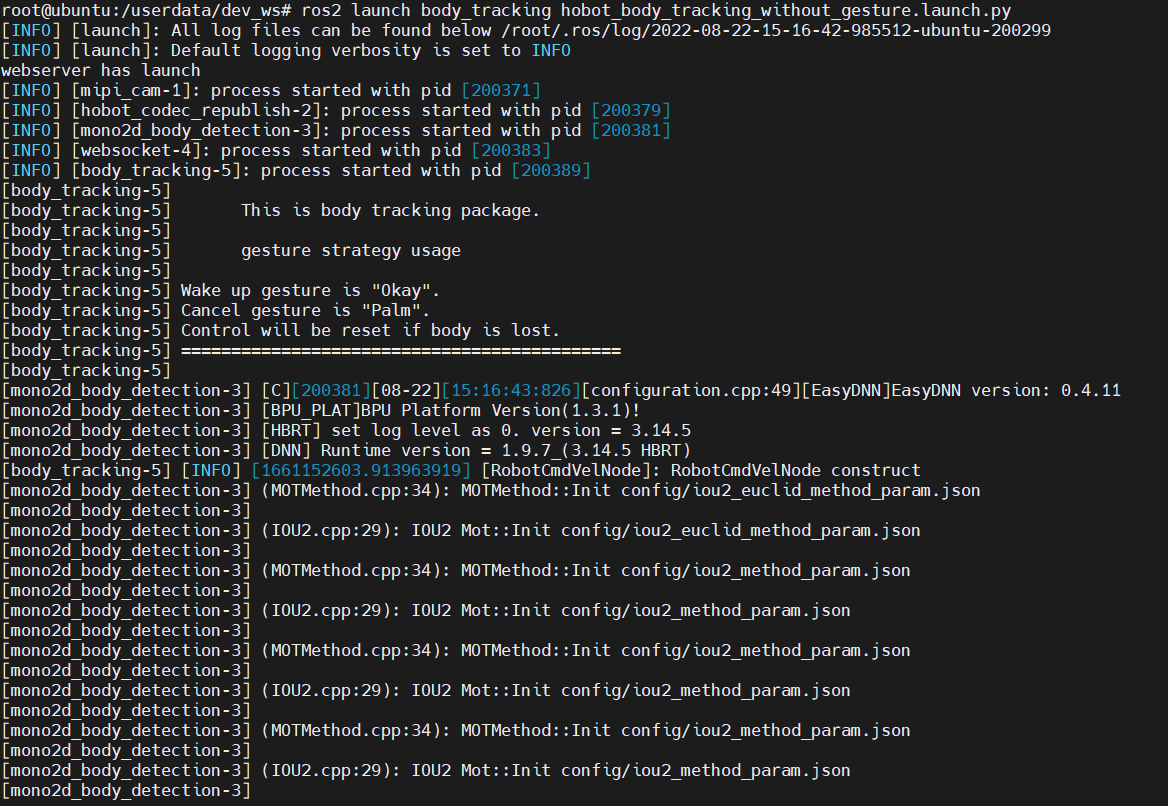 root@ubuntu:/userdata/dev_ws# ros2 launch body_tracking hobot_body_tracking_without_gesture.launch.py
[INFO] [launch]: All log files can be found below /root/.ros/log/2022-08-22-15-16-42-985512-ubuntu-200299
[INFO] [launch]: Default logging verbosity is set to INFO
webserver has launch
[INFO] [mipi_cam-1]: process started with pid [200371]
[INFO] [hobot_codec_republish-2]: process started with pid [200379]
[INFO] [mono2d_body_detection-3]: process started with pid [200381]
[INFO] [websocket-4]: process started with pid [200383]
[INFO] [body_tracking-5]: process started with pid [200389]
[body_tracking-5]
[body_tracking-5]       This is body tracking package.
[body_tracking-5]
[body_tracking-5]       gesture strategy usage
[body_tracking-5]
[body_tracking-5] Wake up gesture is "Okay".
[body_tracking-5] Cancel gesture is "Palm".
[body_tracking-5] Control will be reset if body is lost.
[body_tracking-5] ============================================
[body_tracking-5]
[mono2d_body_detection-3] [C][200381][08-22][15:16:43:826][configuration.cpp:49][EasyDNN]EasyDNN version: 0.4.11
[mono2d_body_detection-3] [BPU_PLAT]BPU Platform Version(1.3.1)!
[mono2d_body_detection-3] [HBRT] set log level as 0. version = 3.14.5
[mono2d_body_detection-3] [DNN] Runtime version = 1.9.7_(3.14.5 HBRT)
[body_tracking-5] [INFO] [1661152603.913963919] [RobotCmdVelNode]: RobotCmdVelNode construct
[mono2d_body_detection-3] (MOTMethod.cpp:34): MOTMethod::Init config/iou2_euclid_method_param.json
[mono2d_body_detection-3]
[mono2d_body_detection-3] (IOU2.cpp:29): IOU2 Mot::Init config/iou2_euclid_method_param.json
[mono2d_body_detection-3]
[mono2d_body_detection-3] (MOTMethod.cpp:34): MOTMethod::Init config/iou2_method_param.json
[mono2d_body_detection-3]
[mono2d_body_detection-3] (IOU2.cpp:29): IOU2 Mot::Init config/iou2_method_param.json
[mono2d_body_detection-3]
[mono2d_body_detection-3] (MOTMethod.cpp:34): MOTMethod::Init config/iou2_method_param.json
[mono2d_body_detection-3]
[mono2d_body_detection-3] (IOU2.cpp:29): IOU2 Mot::Init config/iou2_method_param.json
[mono2d_body_detection-3]
[mono2d_body_detection-3] (MOTMethod.cpp:34): MOTMethod::Init config/iou2_method_param.json
[mono2d_body_detection-3]
[mono2d_body_detection-3] (IOU2.cpp:29): IOU2 Mot::Init config/iou2_method_param.json
[mono2d_body_detection-3]